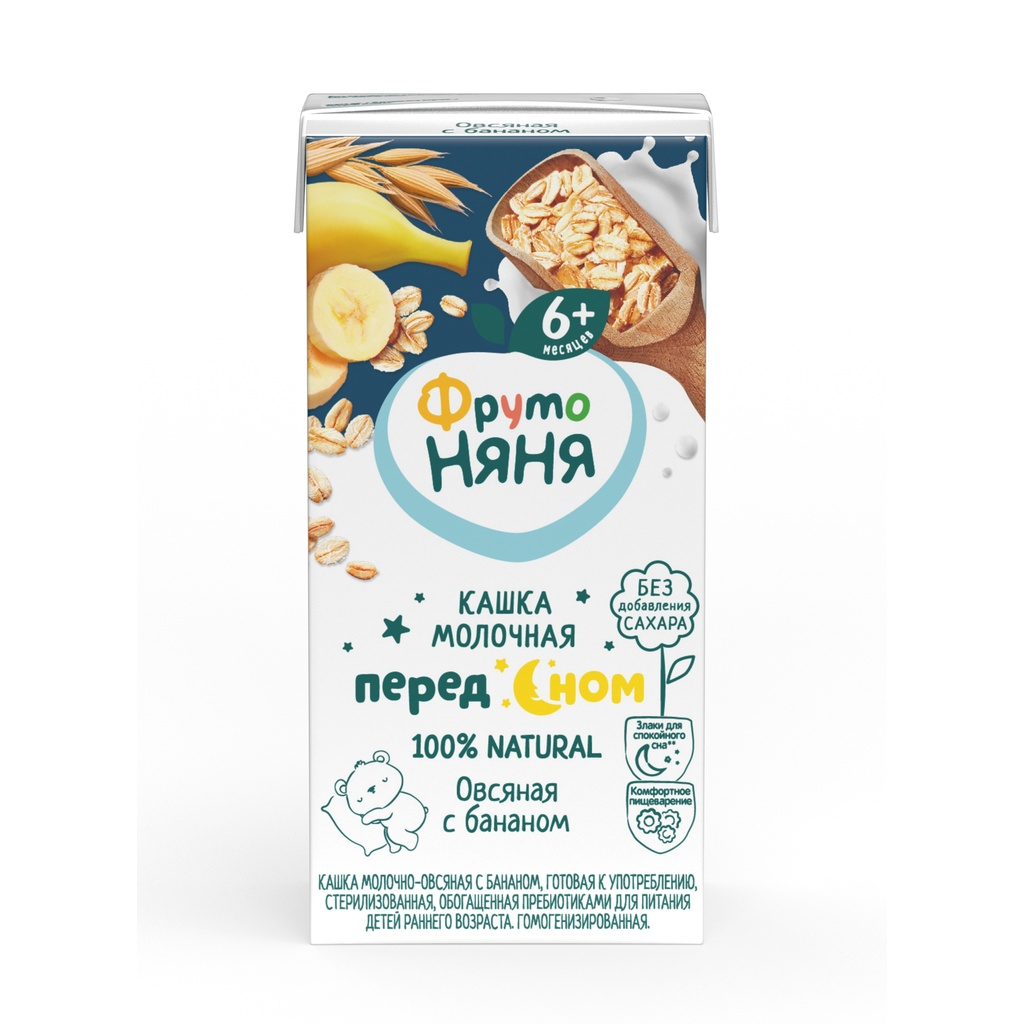 Овсяная
с бананом
6+
месяцев
Фруто
НЯНЯ
КАШКА
МОЛОЧНАЯ
перед сном
100% NATURAL
Овсяная
с бананом
БЕЗ
добавления
САХАРА
Злаки для
спокойного
сна**
Комфортное
пищеварение
КАШКА МОЛОЧНО-ОВСЯНАЯ С БАНАНОМ, ГОТОВАЯ К УПОТРЕБЛЕНИЮ,
СТЕРИЛИЗОВАННАЯ, ОБОГАЩЕННАЯ ПРЕБИОТИКАМИ ДЛЯ ПИТАНИЯ
ДЕТЕЙ РАННЕГО ВОЗРАСТА. ГОМОГЕНИЗИРОВАННАЯ.